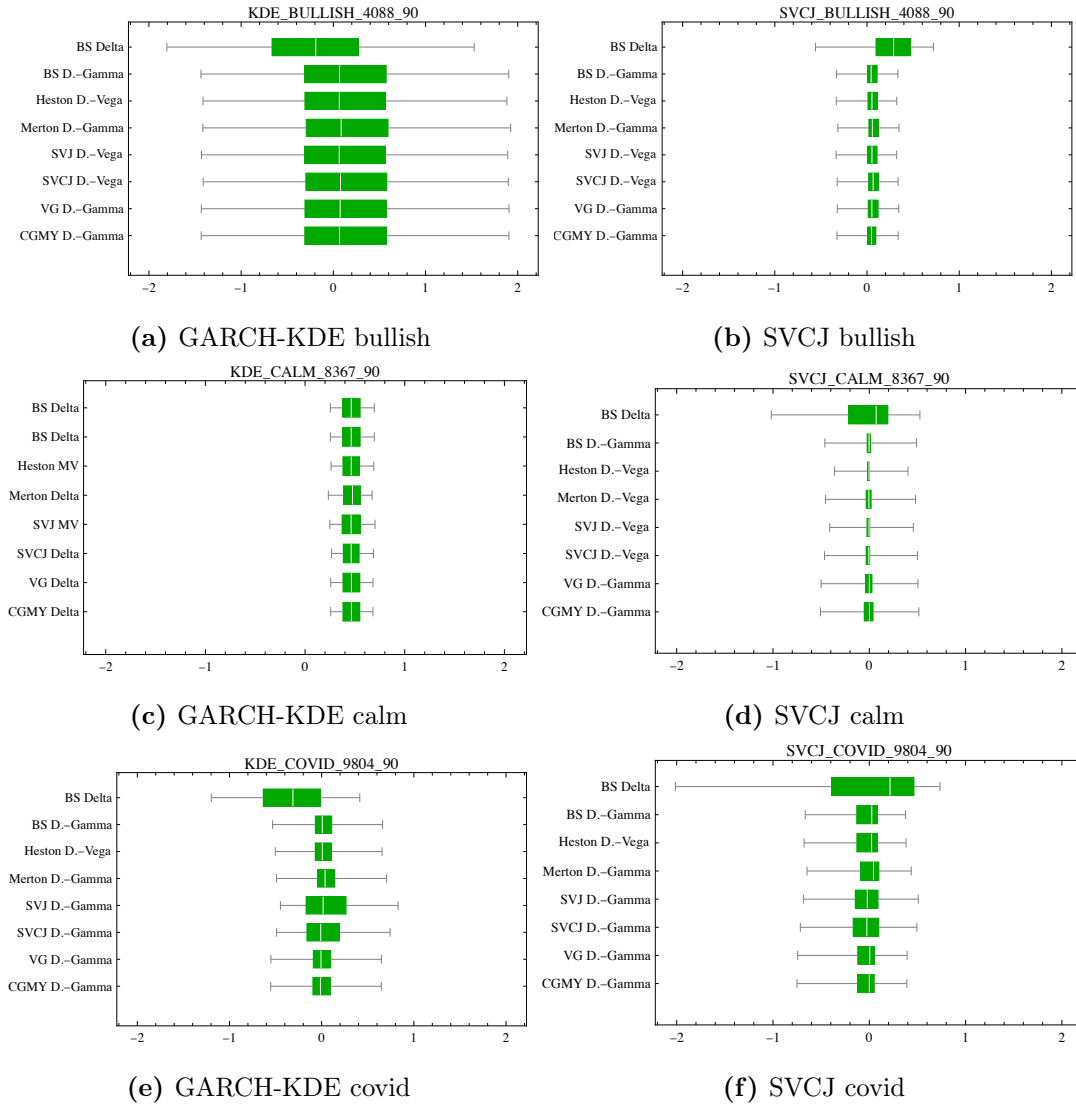 KDE_BULLISH_4088_90
BS Delta
BS D.-Gamma
Heston D.-Vega
Merton D.-Gamma
SVJ D.-Vega
SVCJ D.-Vega
VG D.-Gamma
CGMY D.-Gamma
-2 -1 0 1 2
(a) GARCH-KDE bullish
SVCJ_BULLISH_4088_90
BS Delta
BS D.-Gamma
Heston D.-Vega
Merton D.-Gamma
SVJ D.-Vega
SVCJ D.-Vega
VG D.-Gamma
CGMY D.-Gamma
-2 -1 0 1 2
(b) SVCJ bullish
KDE_CALM_8367_90
BS Delta
BS Delta
Heston MV
Merton Delta
SVJ MV
SVCJ Delta
VG Delta
CGMY Delta
-2 -1 0 1 2
(c) GARCH-KDE calm
SVCJ_CALM_8367_90
BS Delta
BS D.-Gamma
Heston D.-Vega
Merton D.-Vega
SVJ D.-Vega
SVCJ D.-Vega
VG D.-Gamma
CGMY D.-Gamma
-2 -1 0 1 2
(d) SVCJ calm
KDE_COVID_9804_90
BS Delta
BS D.-Gamma
Heston D.-Vega
Merton D.-Gamma
SVJ D.-Gamma
SVCJ D.-Gamma
VG D.-Gamma
CGMY D.-Gamma
-2 -1 0 1 2
(e) GARCH-KDE covid
SVCJ_COVID_9804_90
BS Delta
BS D.-Gamma
Heston D.-Vega
Merton D.-Gamma
SVJ D.-Gamma
SVCJ D.-Gamma
VG D.-Gamma
CGMY D.-Gamma
-2 -1 0 1 2
(f) SVCJ covid